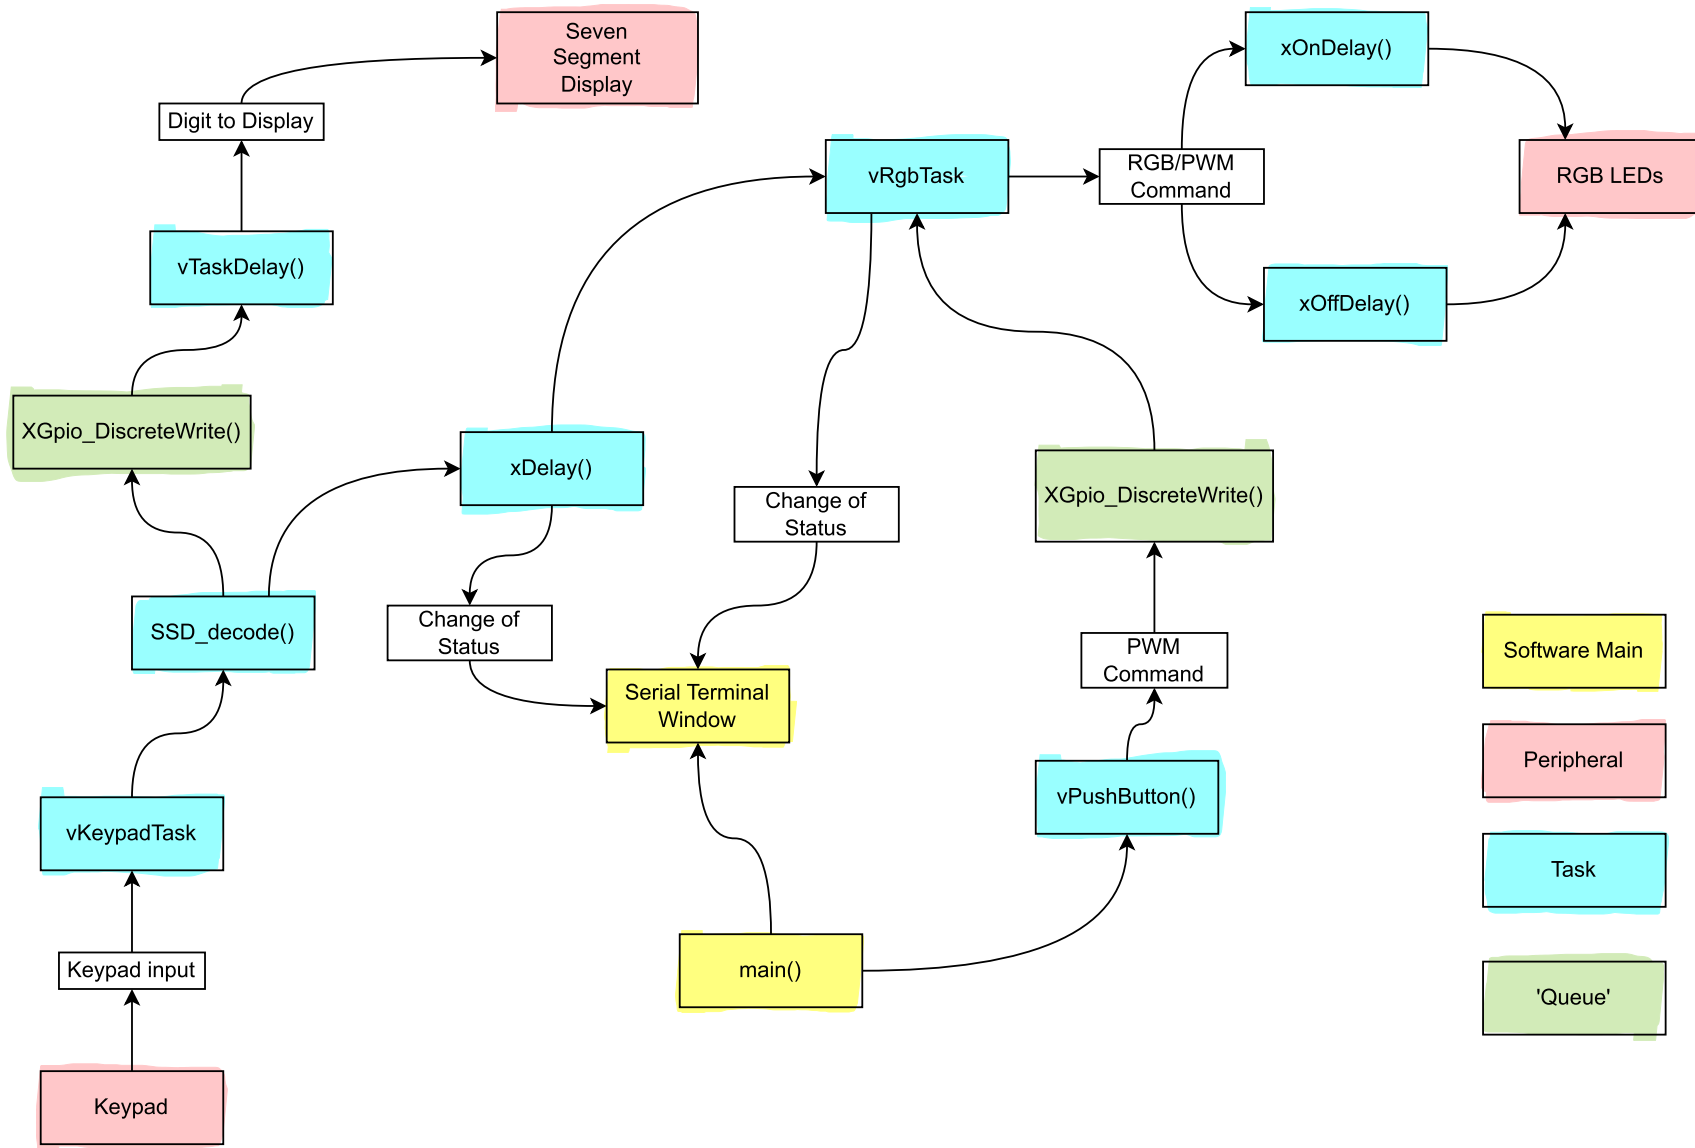 Seven
Segment
Display
xOnDelay()
Digit to Display
vRgbTask
RGB/PWM
Command
RGB LEDs
vTaskDelay()
xOffDelay()
XGpio_DiscreteWrite()
xDelay()
XGpio_DiscreteWrite()
Change of
Status
SSD_decode()
Change of
Status
PWM
Command
Software Main
Serial Terminal
Window
Peripheral
vKeypadTask
vPushButton()
Task
Keypad input
main()
'Queue'
Keypad